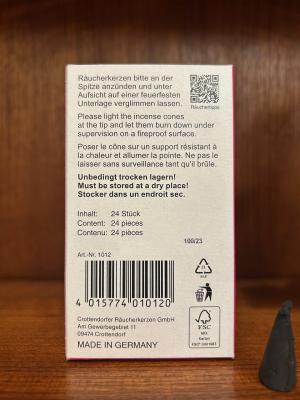 Räucherkerzen bitte an der
Spitze anzünden und unter
Aufsicht auf einer feuerfesten
Unterlage verglimmen lassen.
Räuchertipps
Please light the incense cones
at the tip and let them burn down under
supervision on a fireproof surface.
Poser le cône sur un support résistant à
la chaleur et allumer la pointe. Ne pas le
laisser sans surveillance tant qu'il brûle.
Unbedingt trocken lagern!
Must be stored at a dry place!
Stocker dans un endroit sec.
Inhalt: 24 Stück
Content: 24 pieces
Contenu: 24 pièces
100/23
Art.-Nr. 1012
21
PAP
4 015774 010120
Crottendorfer Räucherkerzen GmbH
Am Gewerbegebiet 11
09474 Crottendorf
MADE IN GERMANY
FSC
MIX
Karton